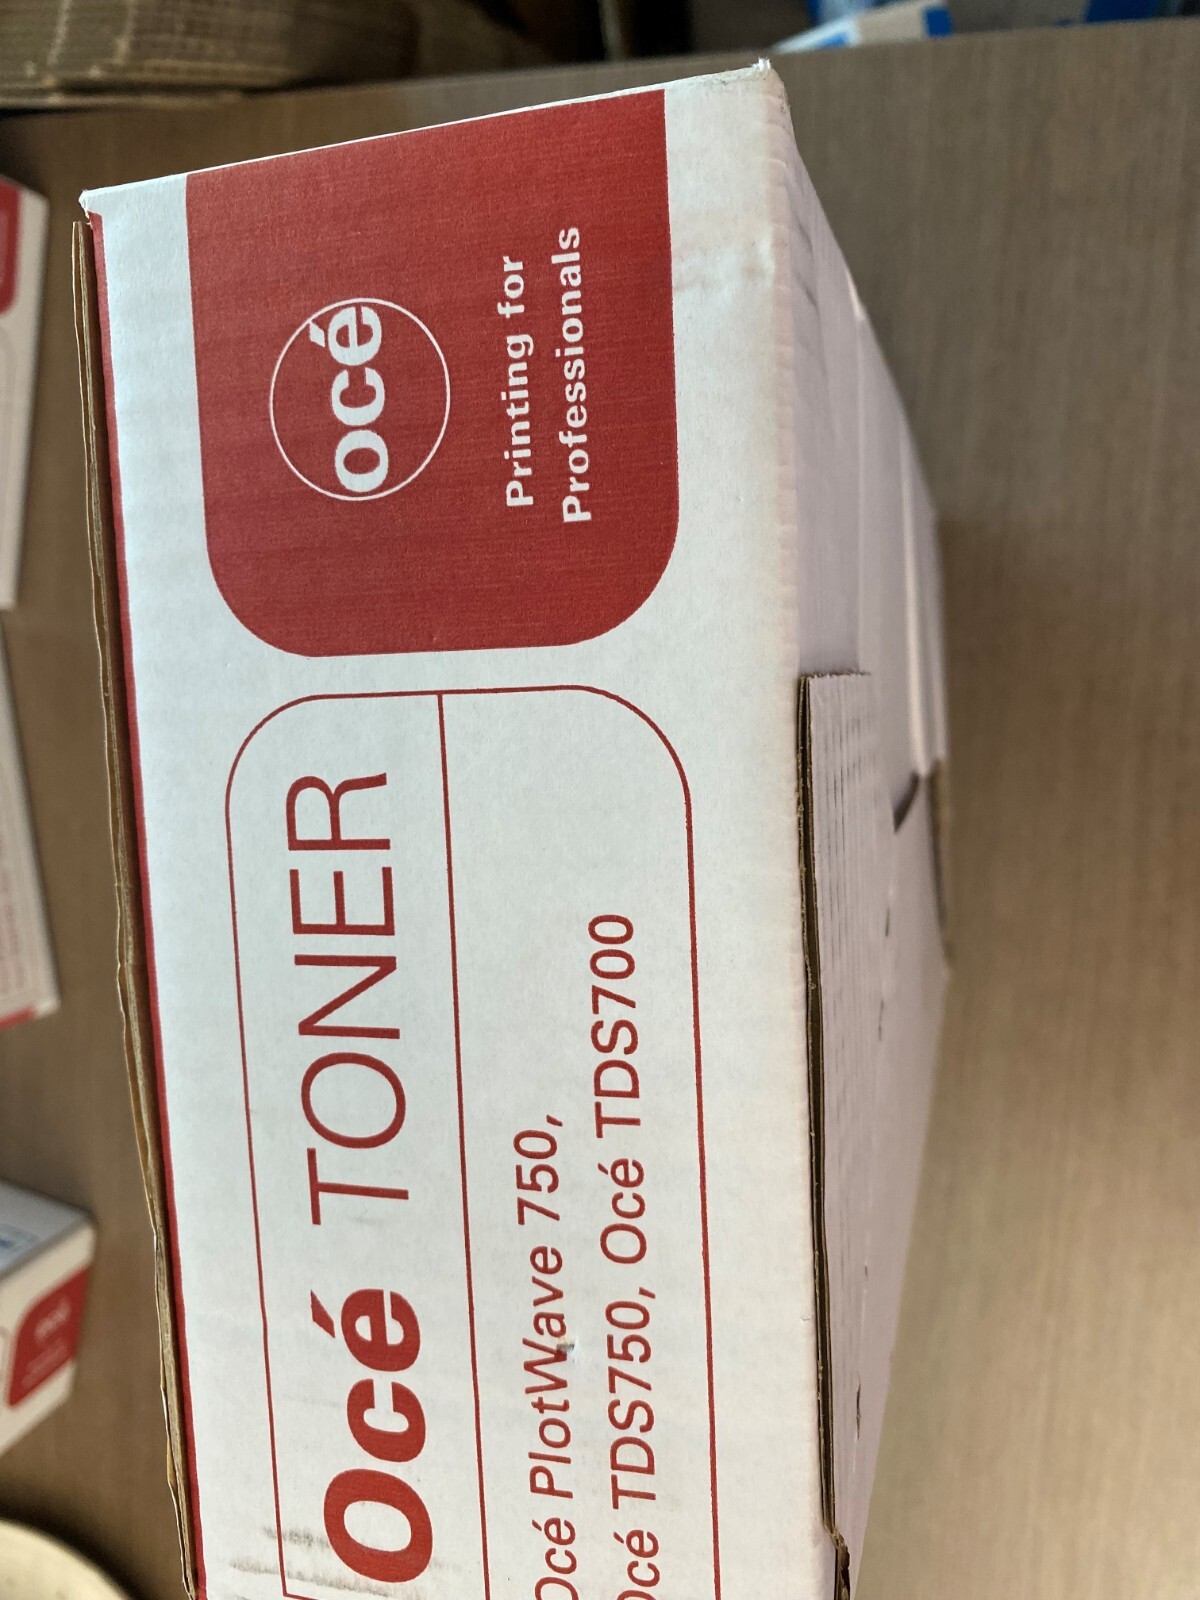 océ
Printing for
Professionals
Océ TONER
Océ PlotWave 750,
Océ TDS750, Océ TDS700